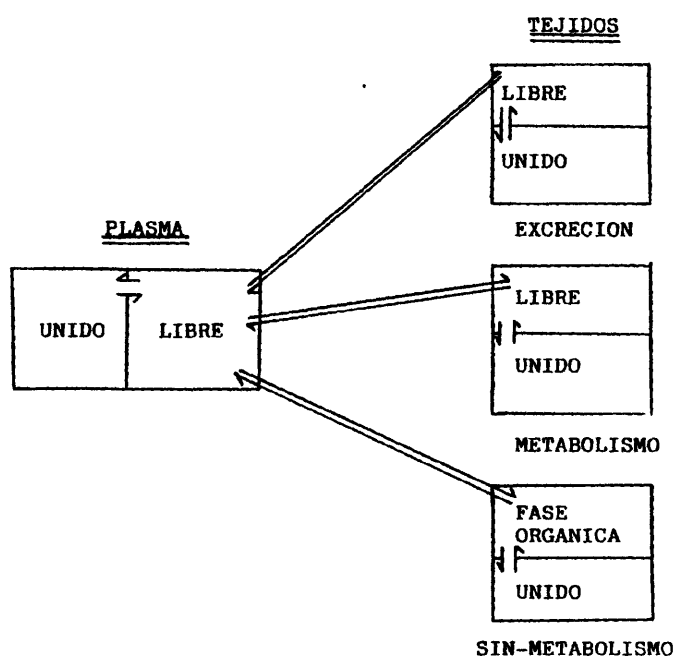 TEJIDOS
LIBRE
UNIDO
EXCRECION
PLASMA
UNIDO LIBRE
LIBRE
UNIDO
METABOLISMO
FASE
ORGANICA
UNIDO
SIN-METABOLISMO